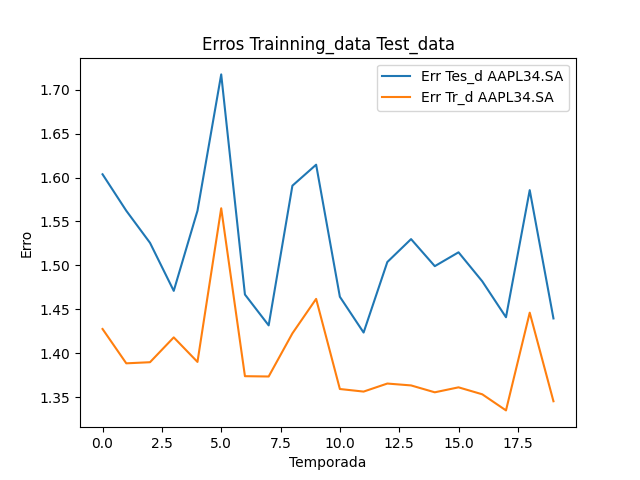 Erros Trainning_data Test_data
Err Tes_d AAPL34.SA
Err Tr_d AAPL34.SA
1.70
1.65
1.60
1.55
1.50
1.45
1.40
1.35
Erro
0.0 2.5 5.0 7.5 10.0 12.5 15.0 17.5
Temporada